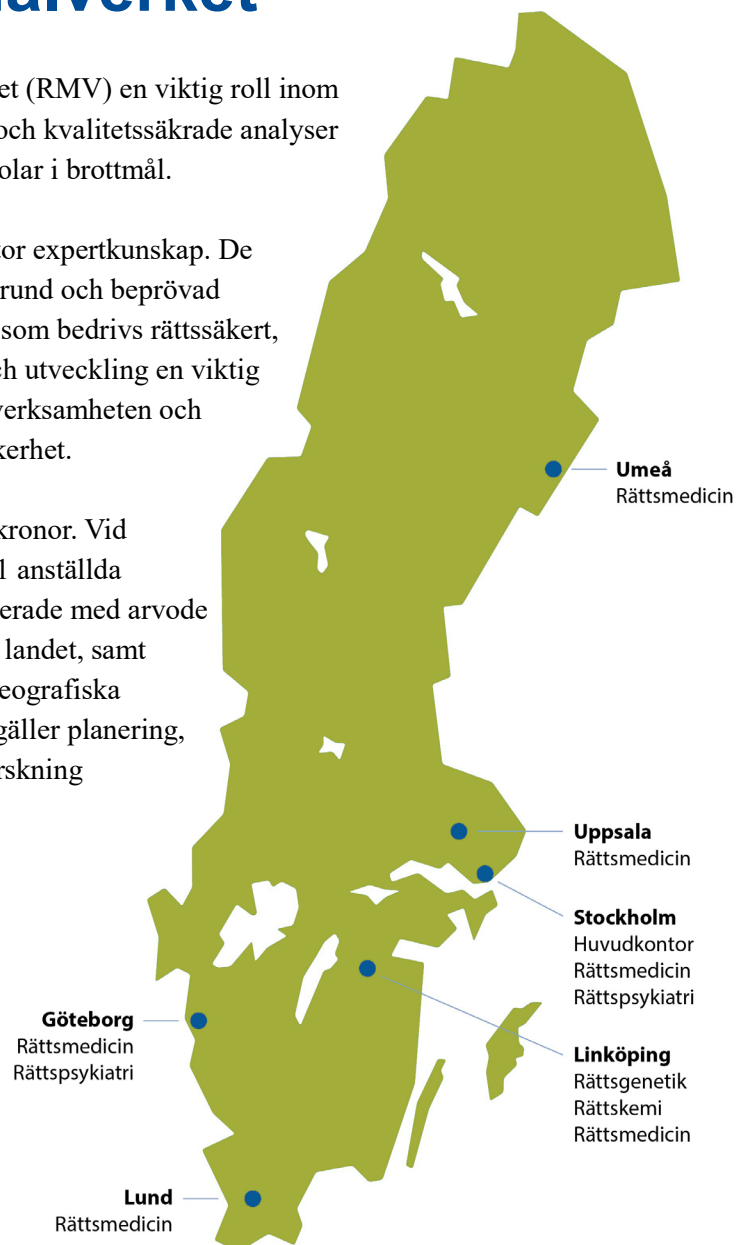 et (RMV) en viktig roll inom
och kvalitetssäkrade analyser
olar i brottmål.
tor expertkunskap. De
rund och beprövad
som bedrivs rättssäkert,
ch utveckling en viktig
verksamheten och
kerhet.
kronor. Vid
1 anställda
erade med arvode
landet, samt
eografiska
gäller planering,
rskning
Umeå
Rättsmedicin
Uppsala
Rättsmedicin
Stockholm
Huvudkontor
Rättsmedicin
Rättspsykiatri
Göteborg
Rättsmedicin
Rättspsykiatri
Linköping
Rättsgenetik
Rättskemi
Rättsmedicin
Lund
Rättsmedicin